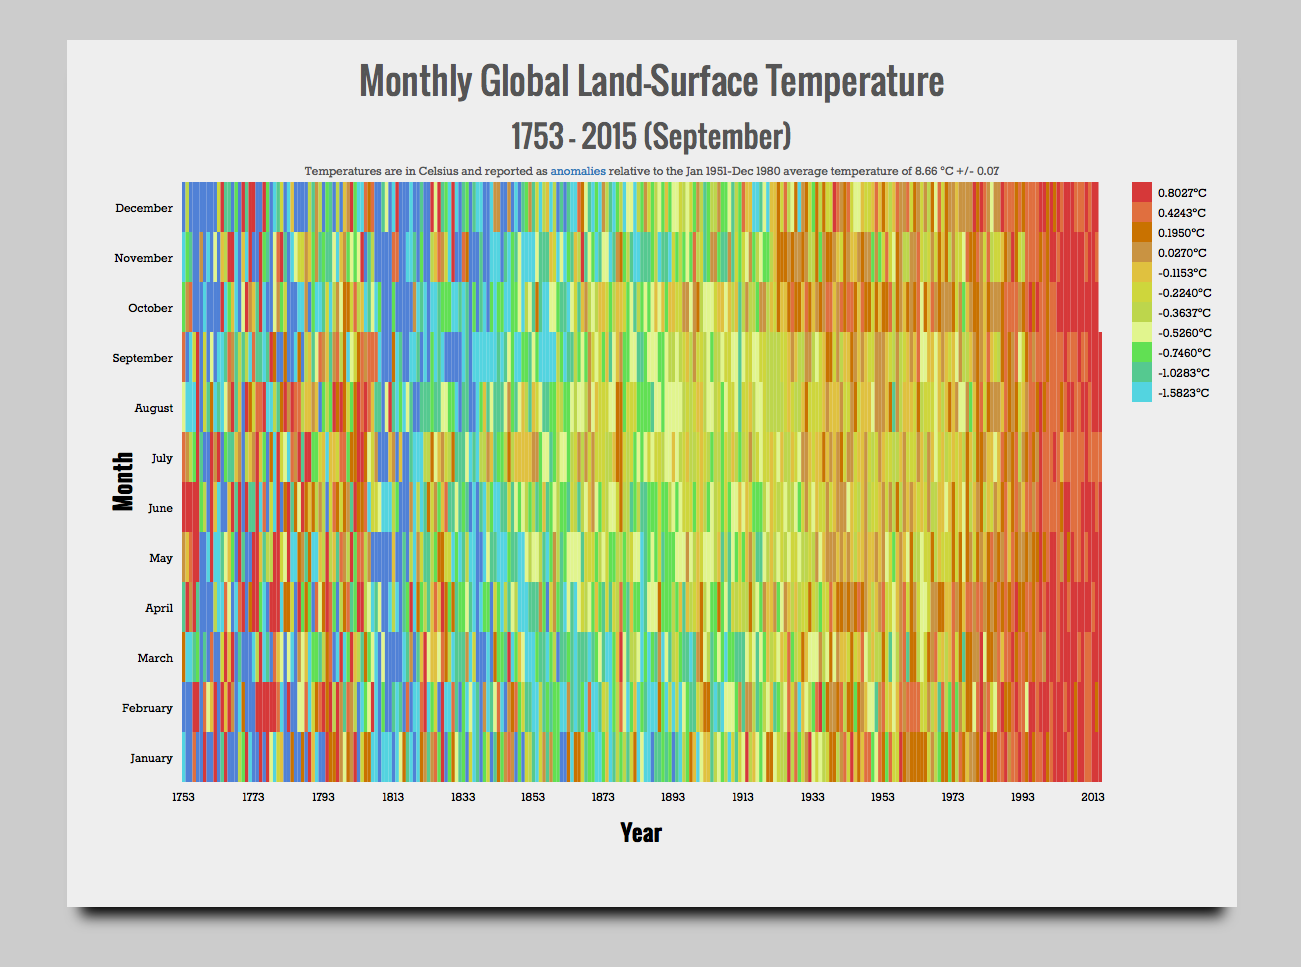 Monthly Global Land-Surface Temperature
1753 - 2015 (September)
Temperatures are in Celsius and reported as anomalies relative to the Jan 1951-Dec 1980 average temperature of 8.66 °C +/- 0.07
December
November
October
September
August
July
June
May
April
March
February
January
Month
1753 1773 1793 1813 1833 1853 1873 1893 1913 1933 1953 1973 1993 2013
Year
0.8027°C
0.4243°C
0.1950°C
0.0270°C
-0.1153°C
-0.2240°C
-0.3637°C
-0.5260°C
-0.7460°C
-1.0283°C
-1.5823°C